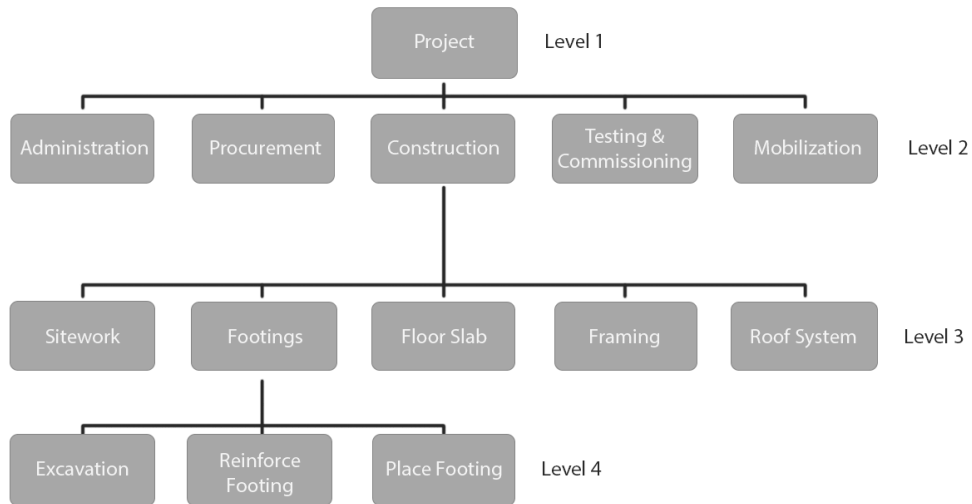 Project
Level 1
Administration
Procurement
Construction
Testing &
Commissioning
Mobilization
Level 2
Sitework
Footings
Floor Slab
Framing
Roof System
Level 3
Excavation
Reinforce
Footing
Place Footing
Level 4